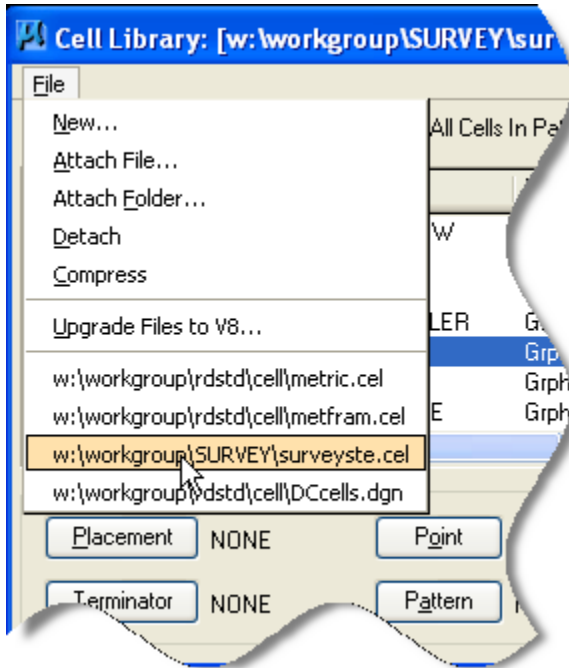 Cell Library: [w:\workgroup\SURVEY\sur
File
New...
All Cells In Pa
Attach File...
Attach Folder...
Detach
W
Compress
Upgrade Files to V8...
LER
Grp
w:\workgroup\rdstd\cell\metric.cel
Grph
w:\workgroup\rdstd\cell\metfram.cel
E Grph
w:\workgroup\SURVEY\surveyste.cel
w:\workgroup\rdstd\cell\DCcells.dgn
Placement NONE Point
Terminator NONE Pattern